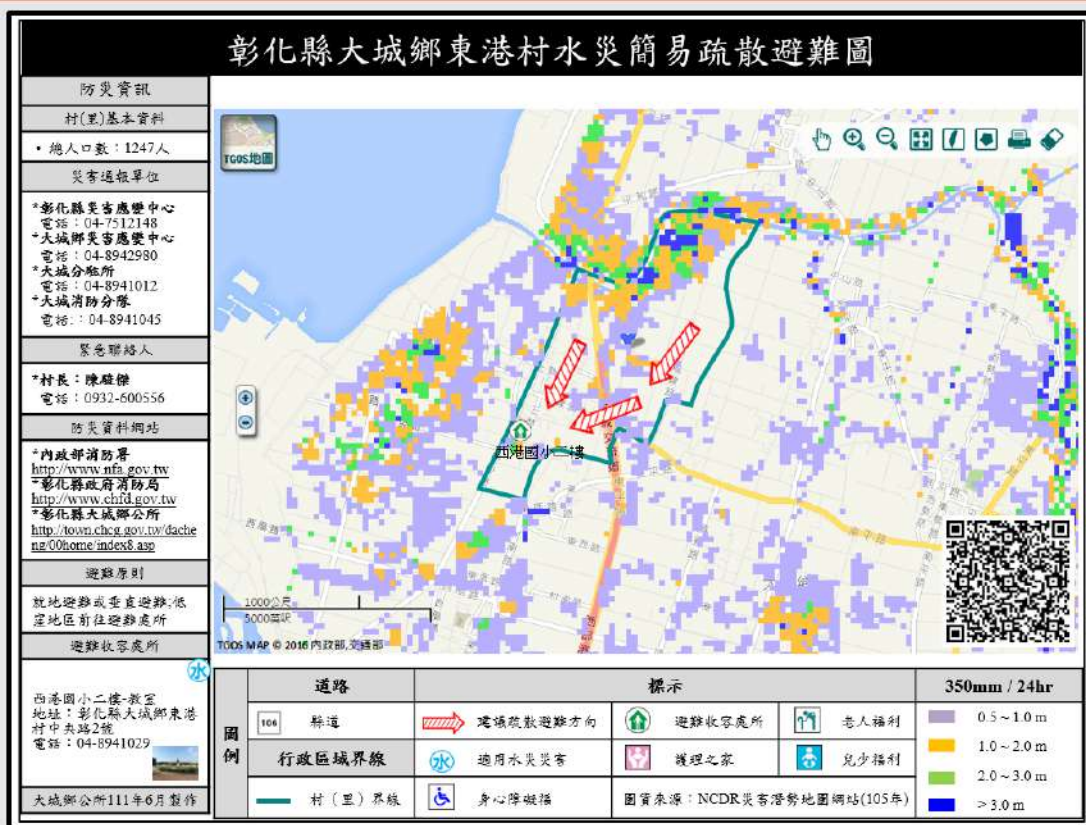 彰化縣大城鄉東港村水災簡易疏散避難圖
防災資訊
村(里)基本資料
•總人口數：1247人
災害通報單位
*彰化縣災害應變中心
電話：04-7512148
*大城鄉災害應變中心
電話：04-8942980
*大城分駐所
電話：04-8941012
*大城消防分隊
電話：：04-8941045
緊急聯絡人
*村長：陳駿傑
電話：0932-600556
防災資料網站
*內政部消防署
http://www.nfa.gov.tw
*彰化縣政府消防局
http://www.chfd.gov.tw
*彰化縣大城鄉公所
http://town.chcg.gov.tw/dache
ng/00home/index8.asp
避難原則
就地避難或垂直避難;低
窪地區前往避難處所
避難收容處所
水
西港國小二樓-教室
地址：彰化縣大城鄉東港
村中央路2號
電話：04-8941029
大城鄉公所111年6月製作
TGOS地圖
西港國小二樓
1000公尺
5000英呎
TGOS MAP © 2016 內政部,交通部
圖例
道路
106 縣道
行政區域界線
村（里）界線
標示
建議疏散避難方向
避難收容處所
老人福利
水 適用水災災害
護理之家
兒少福利
身心障礙福
圖資來源：NCDR災害潛勢地圖網站(105年)
350mm / 24hr
0.5～1.0 m
1.0～2.0 m
2.0～3.0 m
＞3.0 m